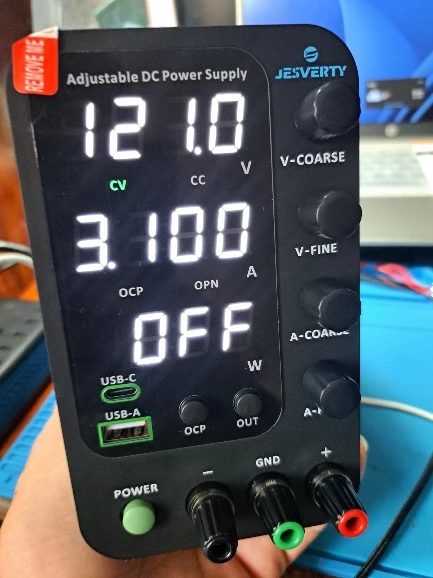 REMOVE ME
Adjustable DC Power Supply
JESVERTY
121.0
V
CV
CC
V-COARSE
3.100
A
V-FINE
OCP
OPN
OFF
W
A-COARSE
USB-C
USB-A
OCP
OUT
POWER
−
GND
+